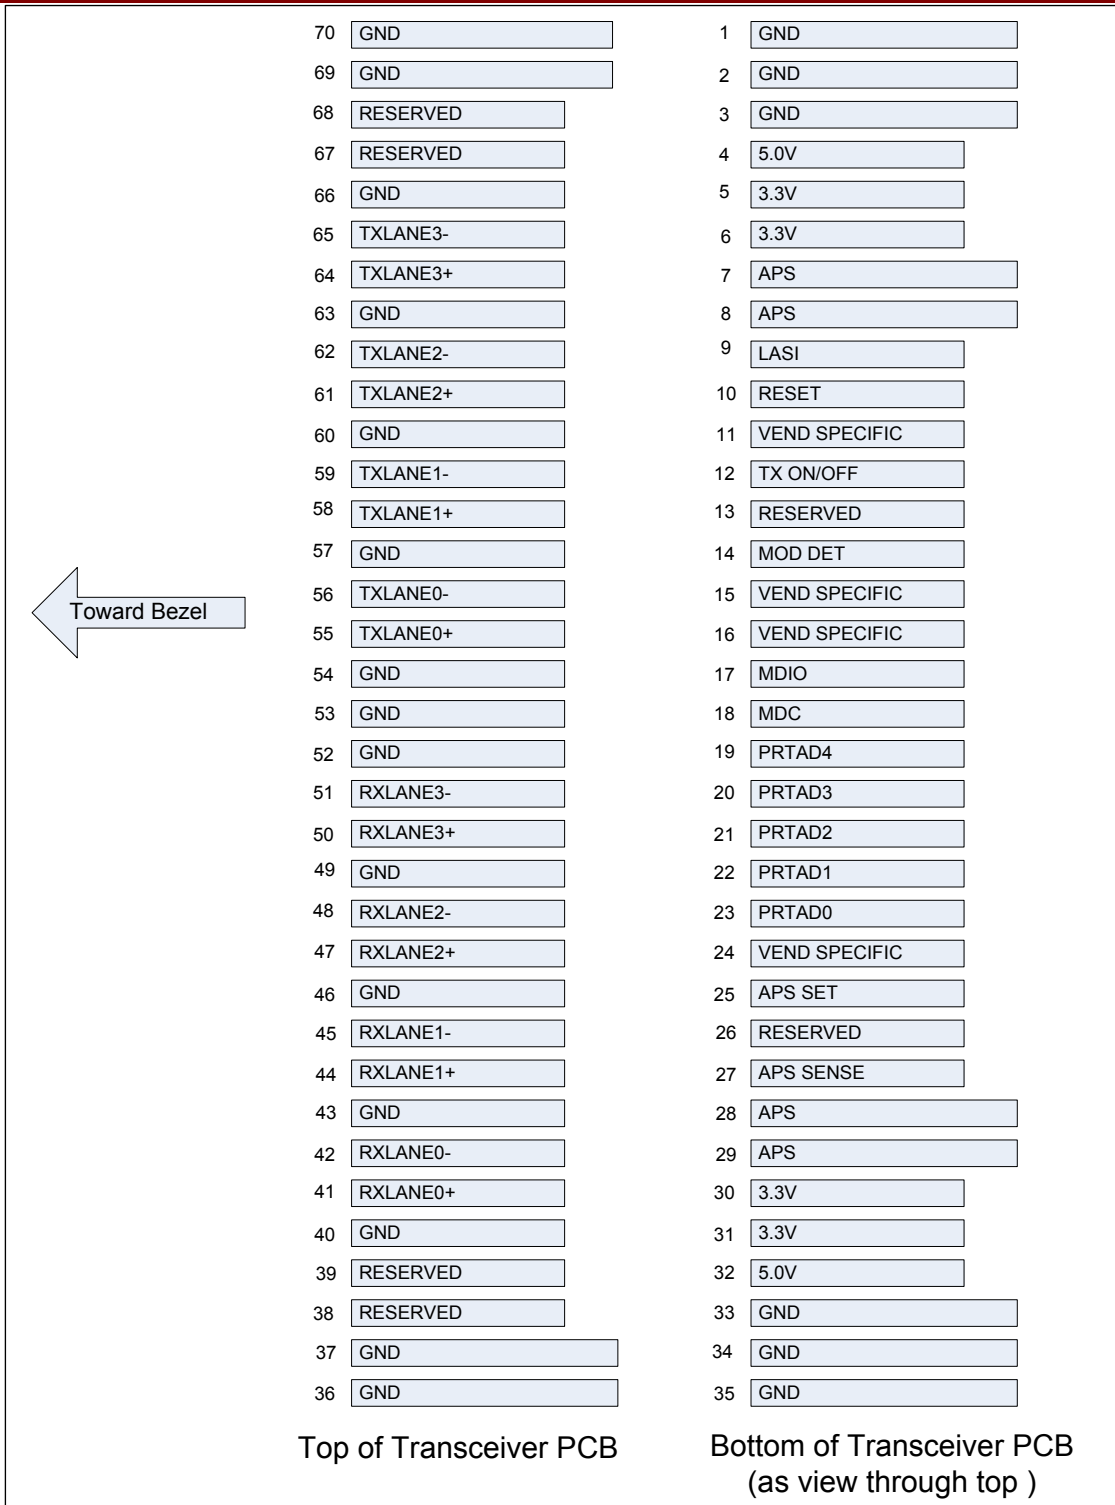 70 GND 1 GND
69 GND 2 GND
68 RESERVED 3 GND
67 RESERVED 4 5.0V
66 GND 5 3.3V
65 TXLANE3- 6 3.3V
64 TXLANE3+ 7 APS
63 GND 8 APS
62 TXLANE2- 9 LASI
61 TXLANE2+ 10 RESET
60 GND 11 VEND SPECIFIC
59 TXLANE1- 12 TX ON/OFF
58 TXLANE1+ 13 RESERVED
57 GND 14 MOD DET
56 TXLANE0- 15 VEND SPECIFIC
Toward Bezel
55 TXLANE0+ 16 VEND SPECIFIC
54 GND 17 MDIO
53 GND 18 MDC
52 GND 19 PRTAD4
51 RXLANE3- 20 PRTAD3
50 RXLANE3+ 21 PRTAD2
49 GND 22 PRTAD1
48 RXLANE2- 23 PRTAD0
47 RXLANE2+ 24 VEND SPECIFIC
46 GND 25 APS SET
45 RXLANE1- 26 RESERVED
44 RXLANE1+ 27 APS SENSE
43 GND 28 APS
42 RXLANE0- 29 APS
41 RXLANE0+ 30 3.3V
40 GND 31 3.3V
39 RESERVED 32 5.0V
38 RESERVED 33 GND
37 GND 34 GND
36 GND 35 GND
Top of Transceiver PCB
Bottom of Transceiver PCB
(as view through top )